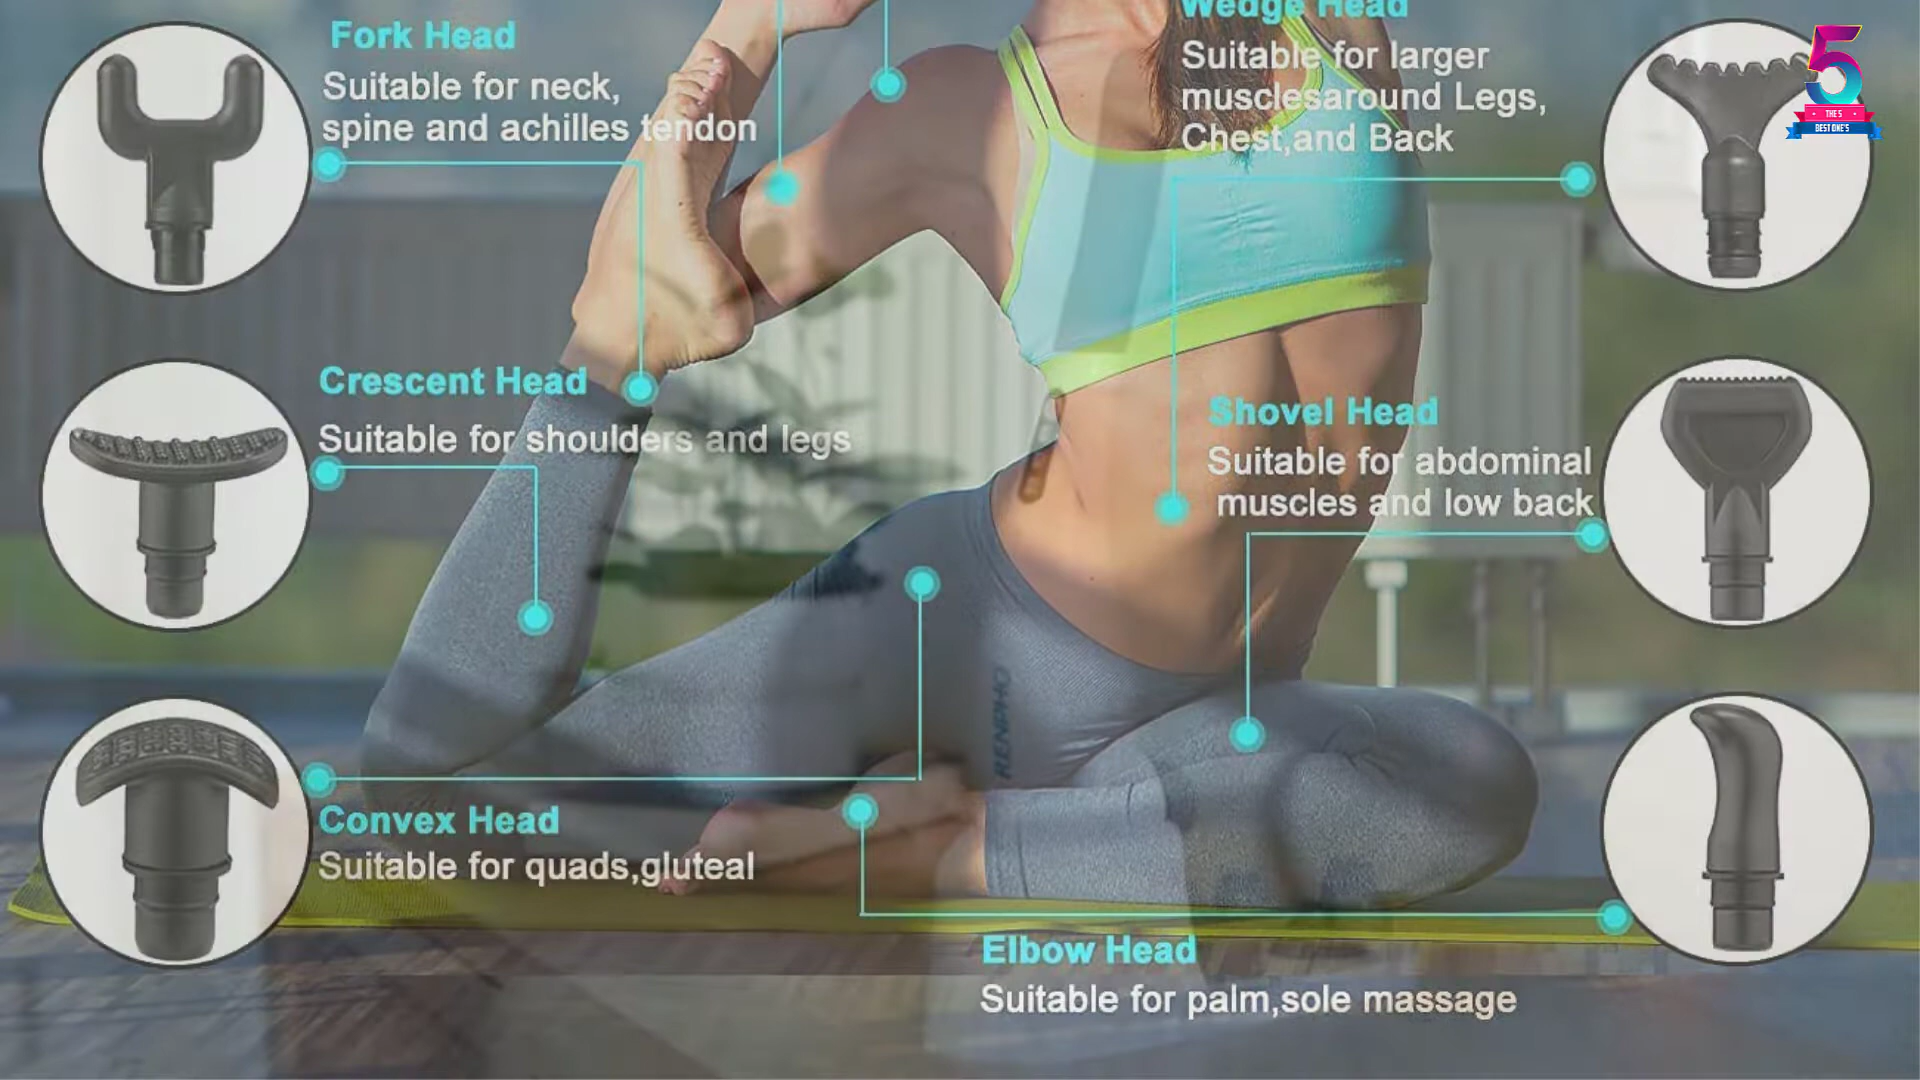 Fork Head
Suitable for neck,
spine and achilles tendon
Wedge Head
Suitable for larger
musclesaround Legs,
Chest,and Back
5
THE 5
BEST ONE'S
Crescent Head
Suitable for shoulders and legs
Shovel Head
Suitable for abdominal
muscles and low back
RENPHO
Convex Head
Suitable for quads,gluteal
Elbow Head
Suitable for palm,sole massage